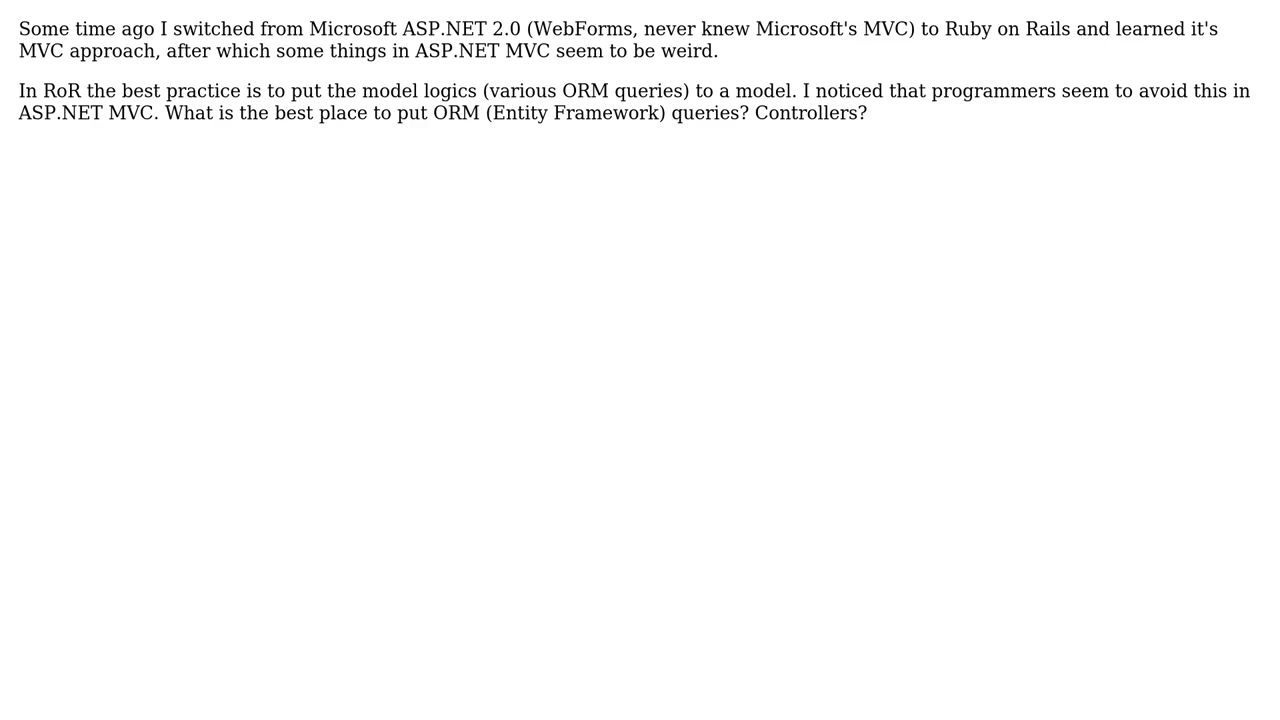 Some time ago I switched from Microsoft ASP.NET 2.0 (WebForms, never knew Microsoft's MVC) to Ruby on Rails and learned it's
MVC approach, after which some things in ASP.NET MVC seem to be weird.
In RoR the best practice is to put the model logics (various ORM queries) to a model. I noticed that programmers seem to avoid this in
ASP.NET MVC. What is the best place to put ORM (Entity Framework) queries? Controllers?